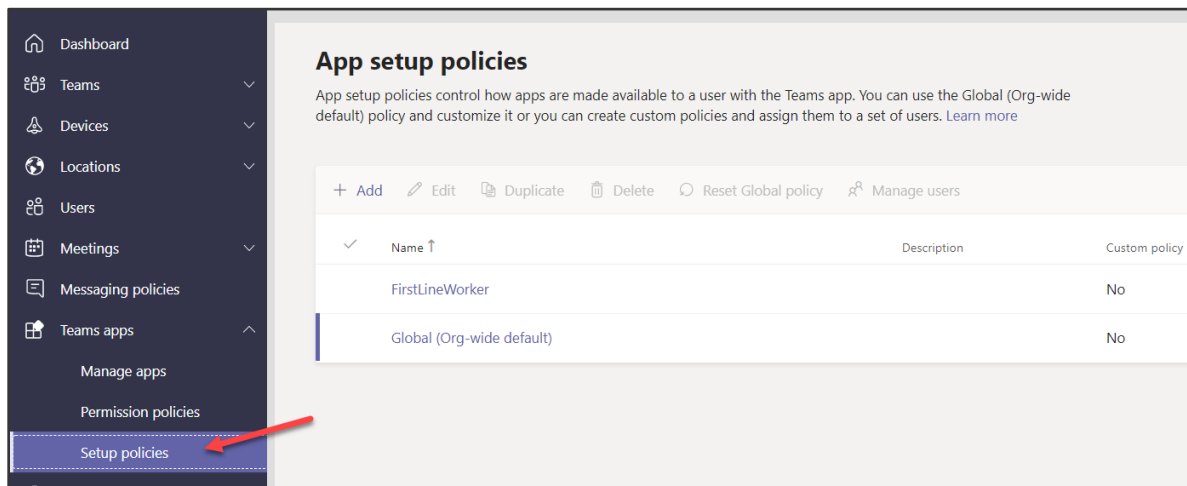 Dashboard
Teams
Devices
Locations
Users
Meetings
Messaging policies
Teams apps
Manage apps
Permission policies
Setup policies
App setup policies
App setup policies control how apps are made available to a user with the Teams app. You can use the Global (Org-wide
default) policy and customize it or you can create custom policies and assign them to a set of users. Learn more
+ Add Edit Duplicate Delete Reset Global policy Manage users
Name ↑ Description Custom policy
FirstLineWorker No
Global (Org-wide default) No